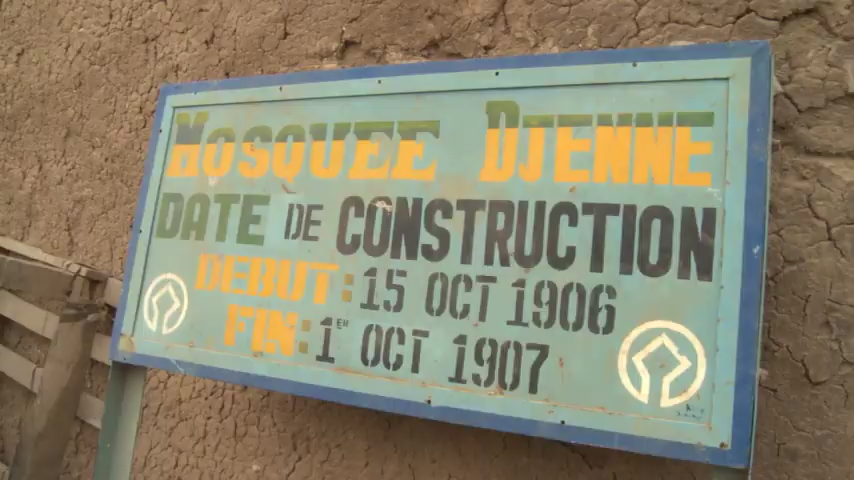 MOSQUEE DJENNE
DATE DE CONSTRUCTION
DEBUT: 15 OCT 1906
FIN: 1ER OCT 1907